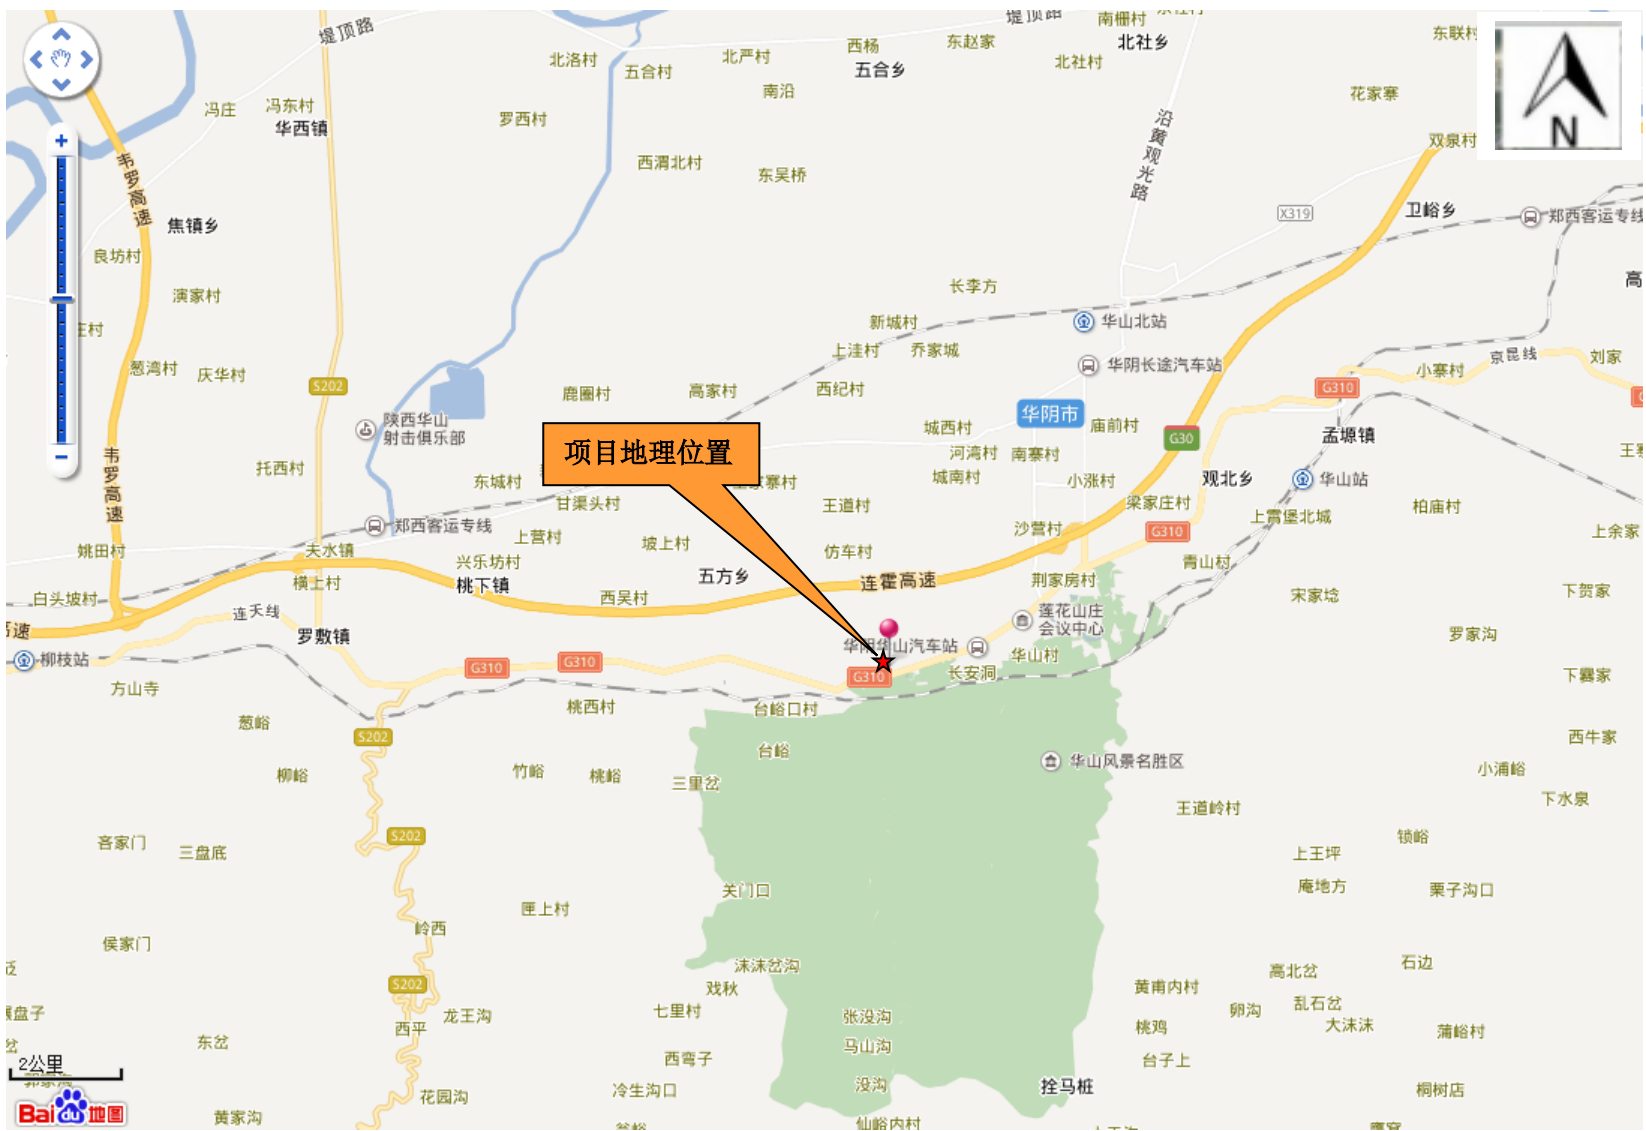 堤顶路
北洛村
五合村
北严村
西杨
五合乡
东赵家
堤顶路
南栅村
北社乡
北社村
东联村
花家寨
双泉村
N
冯庄
冯东村
华西镇
罗西村
南沿
西渭北村
东吴桥
沿黄观光路
韦罗高速
焦镇乡
良坊村
演家村
X319
卫峪乡
郑西客运专线
高
长李方
新城村
华山北站
庄村
葱湾村
庆华村
S202
上洼村
乔家城
华阴长途汽车站
鹿圈村
高家村
西纪村
华阴市
庙前村
G30
G310
小寨村
京昆线
刘家
孟塬镇
陕西华山
射击俱乐部
项目地理位置
城西村
河湾村
南寨村
城南村
小涨村
观北乡
华山站
韦罗高速
托西村
东城村
甘渠头村
王道村
梁家庄村
上霄堡北城
柏庙村
上余家
郑西客运专线
上营村
坡上村
仿车村
沙营村
G310
姚田村
夫水镇
横上村
兴乐坊村
桃下镇
五方乡
连霍高速
荆家房村
青山村
宋家埝
下贺家
白头坡村
连天线
西吴村
莲花山庄
会议中心
罗家沟
高速
罗敷镇
柳枝站
G310
G310
华阴华山汽车站
华山村
G310
长安洞
下寨家
方山寺
葱峪
桃西村
台峪口村
S202
台峪
华山风景名胜区
西牛家
柳峪
竹峪
桃峪
三里岔
小浦峪
下水泉
王道岭村
S202
吝家门
三盘底
上王坪
锁峪
关门口
庵地方
栗子沟口
匣上村
岭西
侯家门
沫沫岔沟
戏秋
石边
高北岔
S202
黄甫内村
卵沟
乱石岔
盘子
龙王沟
七里村
张没沟
西平
桃鸡
大沫沫
蒲峪村
东岔
马山沟
西弯子
台子上
2公里
没沟
冷生沟口
拴马桩
桐树店
花园沟
Baidu地图
黄家沟
仙峪内村